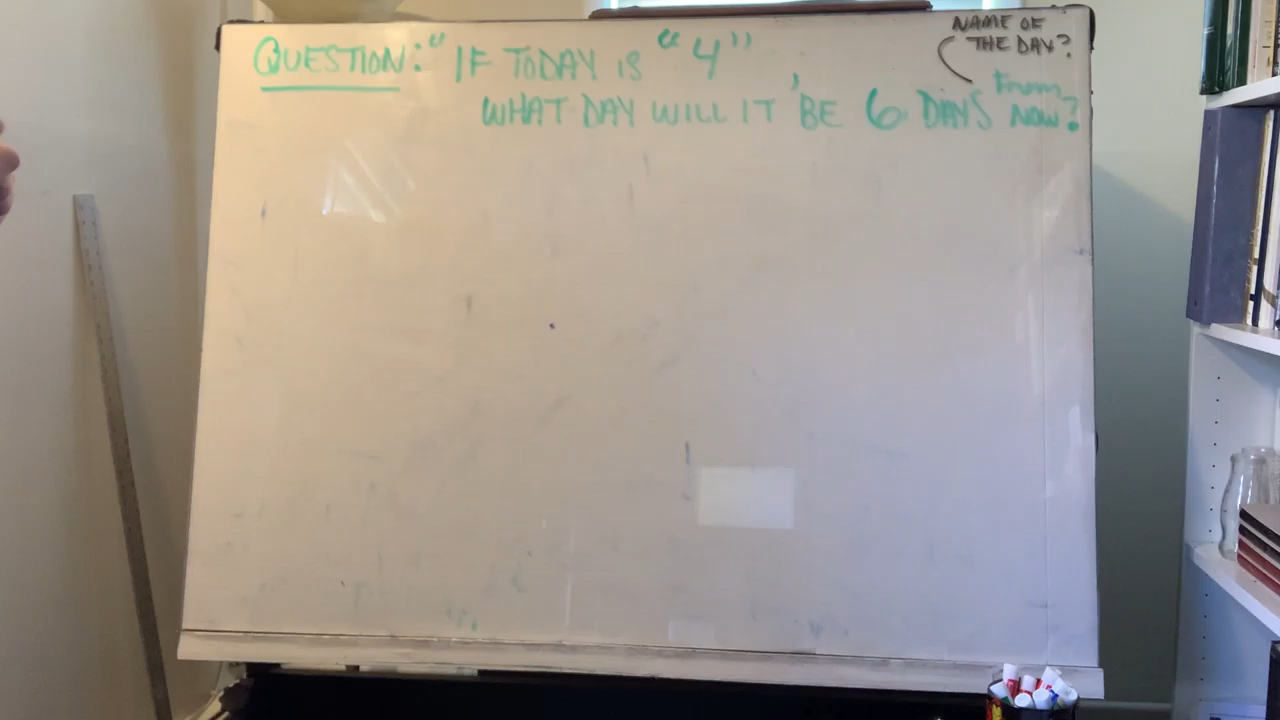 QUESTION: "IF TODAY IS "4",
WHAT DAY WILL IT BE 6 DAYS From NOW?
NAME OF
THE DAY?